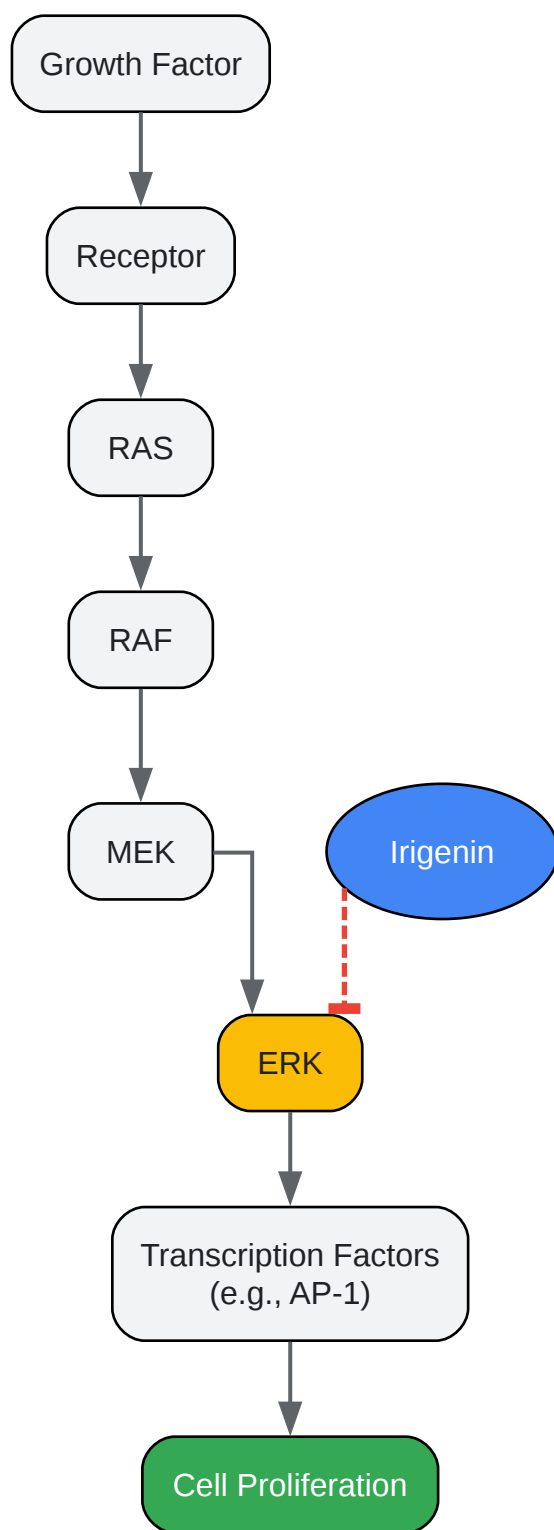 Growth Factor
Receptor
RAS
RAF
MEK
Irigenin
ERK
Transcription Factors
(e.g., AP-1)
Cell Proliferation